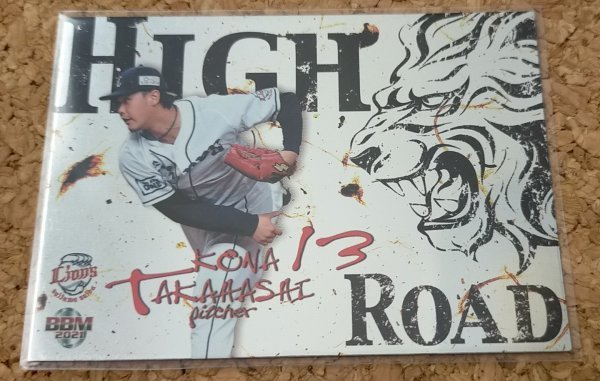 HIGH
ROAD
KONA 13
TAKAHASHI
pitcher
Lions
BBM
2021